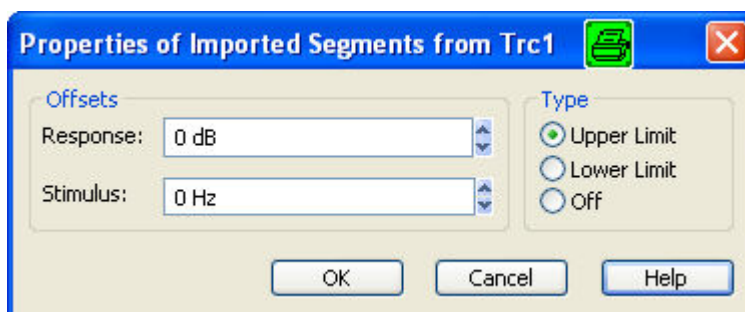 Properties of Imported Segments from Trc1
Offsets
Response:
0 dB
Stimulus:
0 Hz
Type
Upper Limit
Lower Limit
Off
OK
Cancel
Help